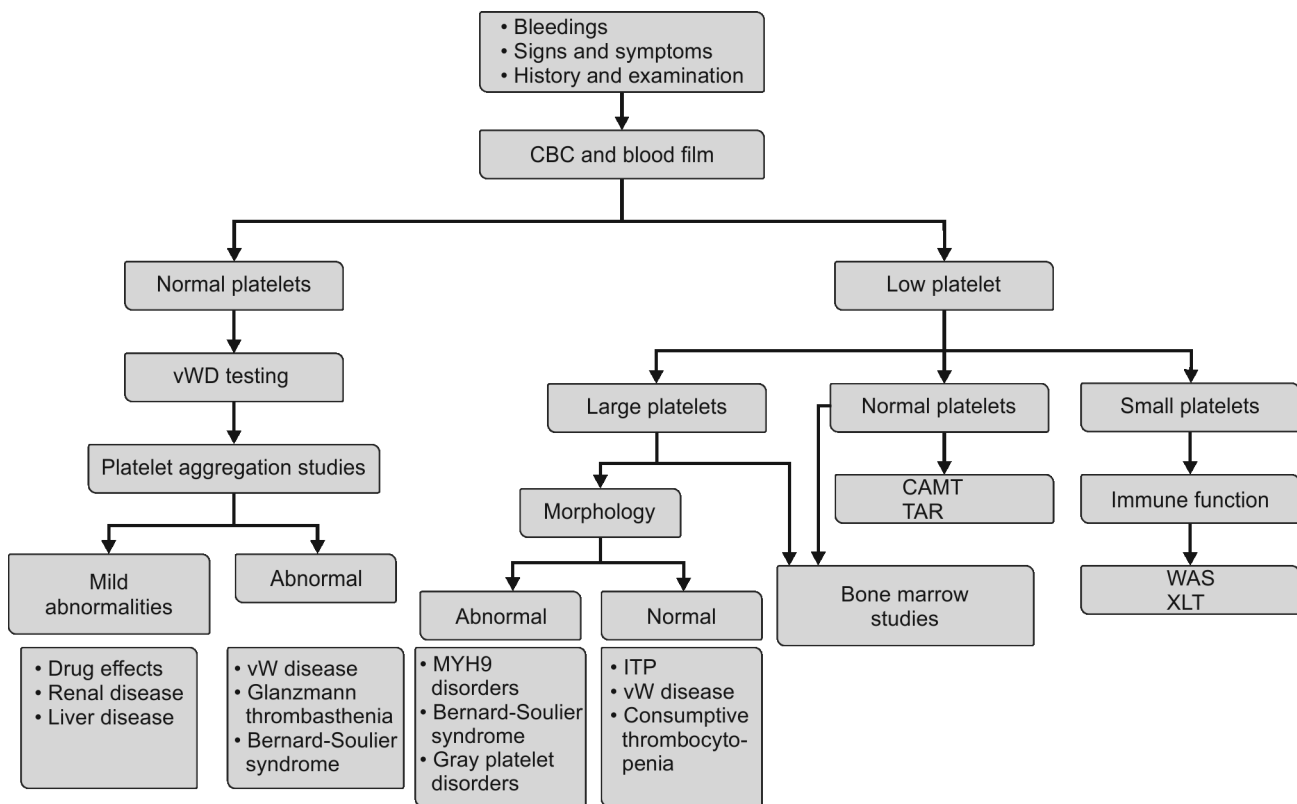 • Bleedings
• Signs and symptoms
• History and examination
CBC and blood film
Normal platelets
Low platelet
vWD testing
Large platelets
Normal platelets
Small platelets
Platelet aggregation studies
Morphology
CAMT
TAR
Immune function
Mild
abnormalities
Abnormal
Abnormal
Normal
Bone marrow
studies
WAS
XLT
• Drug effects
• Renal disease
• Liver disease
• vW disease
• Glanzmann
thrombasthenia
• Bernard-Soulier
syndrome
• MYH9
disorders
• Bernard-Soulier
syndrome
• Gray platelet
disorders
• ITP
• vW disease
• Consumptive
thrombocyto-
penia